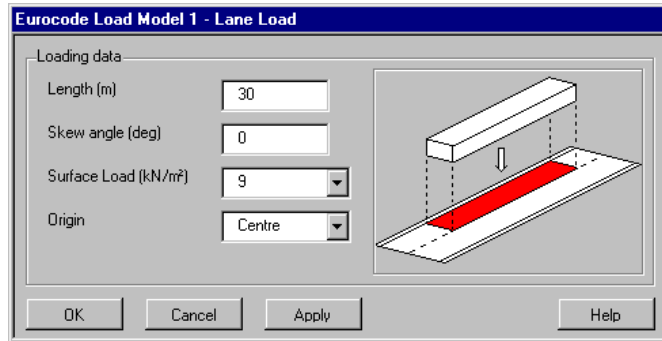 Eurocode Load Model 1 - Lane Load
Loading data
Length (m) 30
Skew angle (deg) 0
Surface Load (kN/m²) 9
Origin Centre
OK Cancel Apply Help